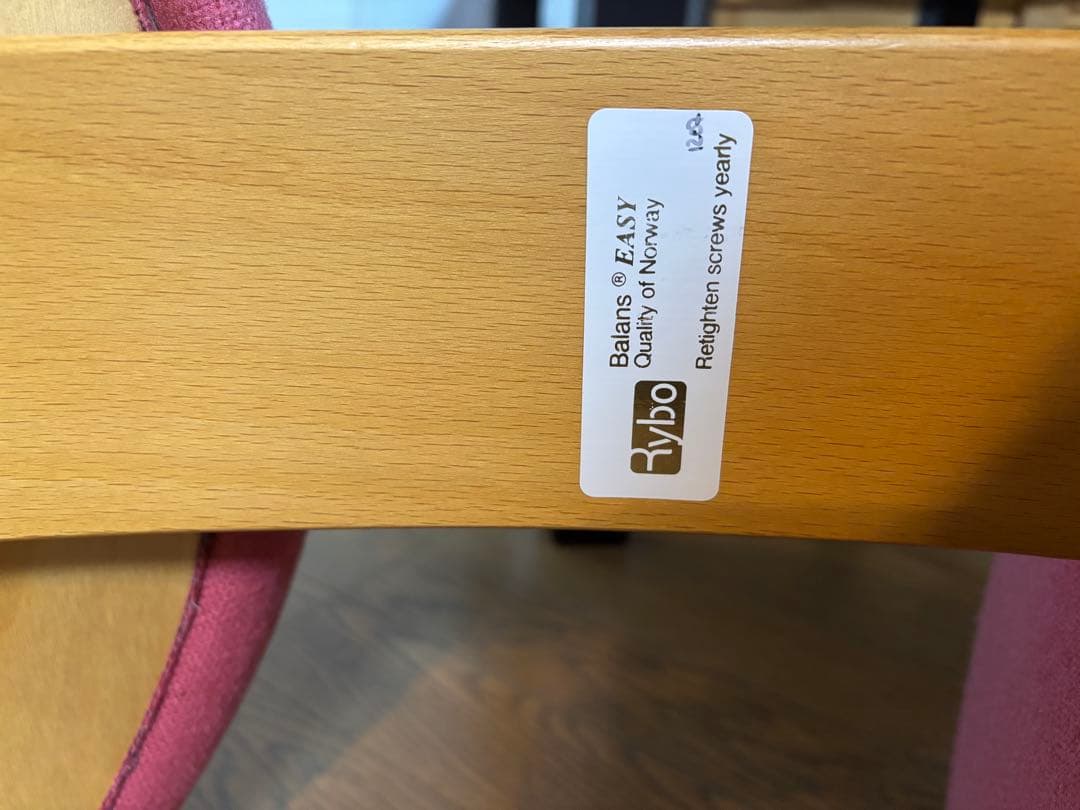 Rybo
Balans ® EASY
Quality of Norway
Retighten screws yearly